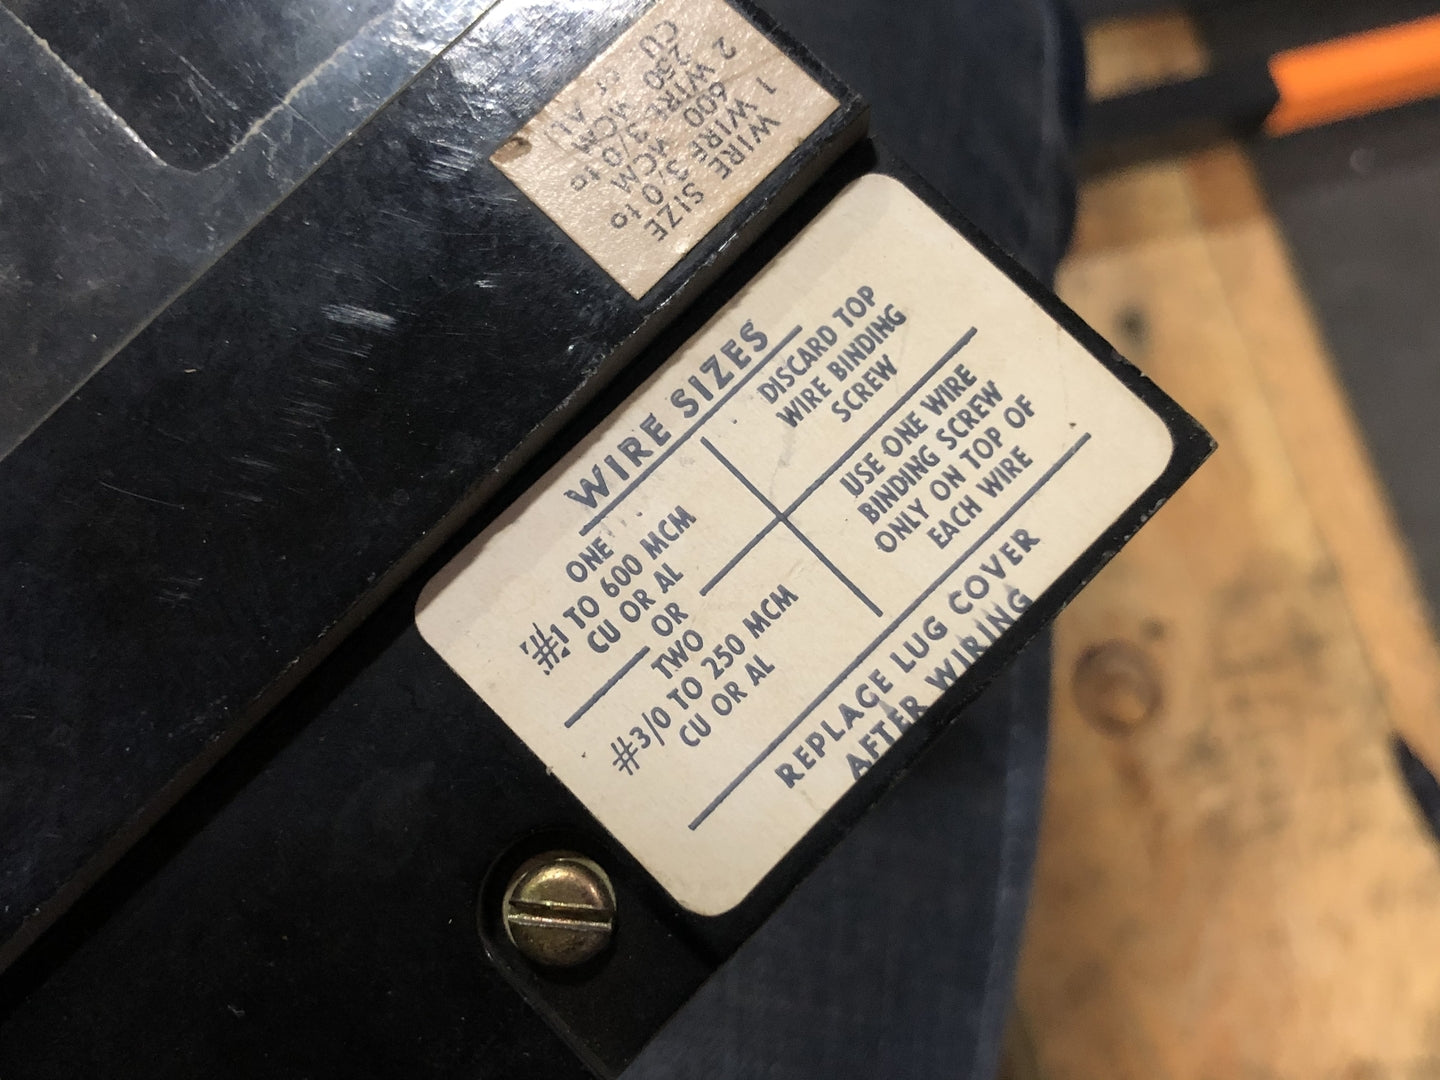 WIRE SIZE
1 WIRE 3/0 to
600 MCM
2 WIRE 3/0 to
250 MCM
CU or AL
WIRE SIZES
ONE
#1 TO 600 MCM
CU OR AL
OR
TWO
#3/0 TO 250 MCM
CU OR AL
DISCARD TOP
WIRE BINDING
SCREW
USE ONE WIRE
BINDING SCREW
ONLY ON TOP OF
EACH WIRE
REPLACE LUG COVER
AFTER WIRING